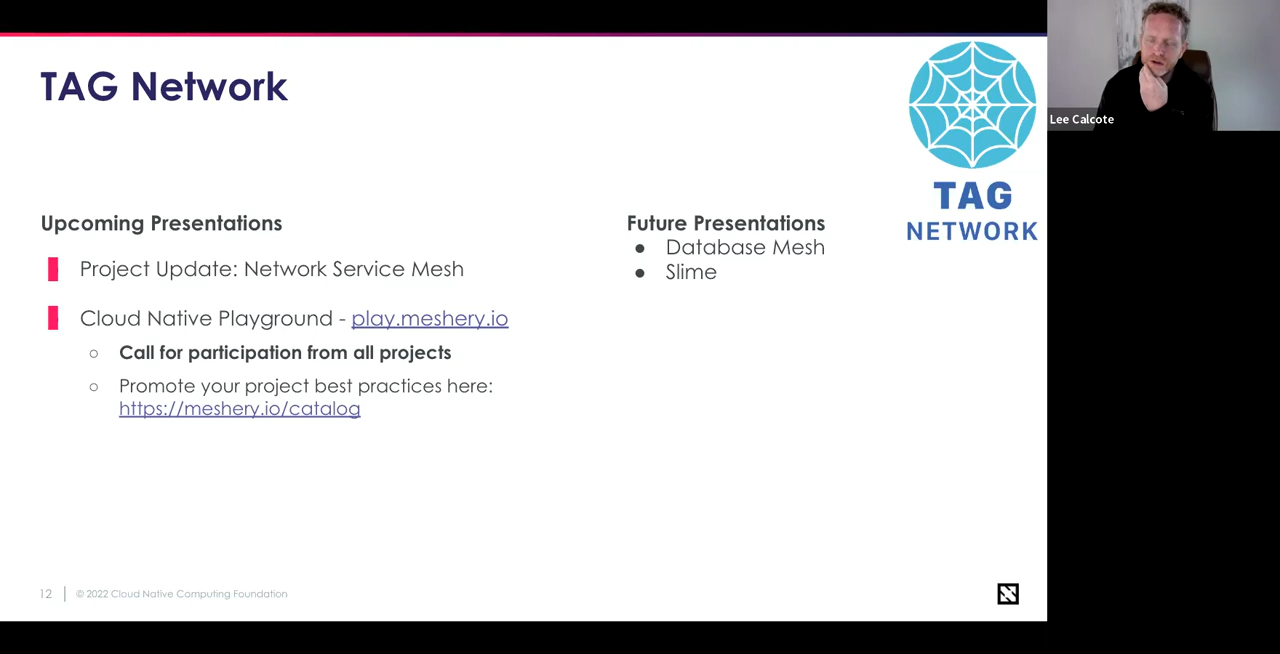 TAG Network
TAG
NETWORK
Lee Calcote
Upcoming Presentations
Project Update: Network Service Mesh
Cloud Native Playground - play.meshery.io
○ Call for participation from all projects
○ Promote your project best practices here:
https://meshery.io/catalog
Future Presentations
● Database Mesh
● Slime
12
© 2022 Cloud Native Computing Foundation